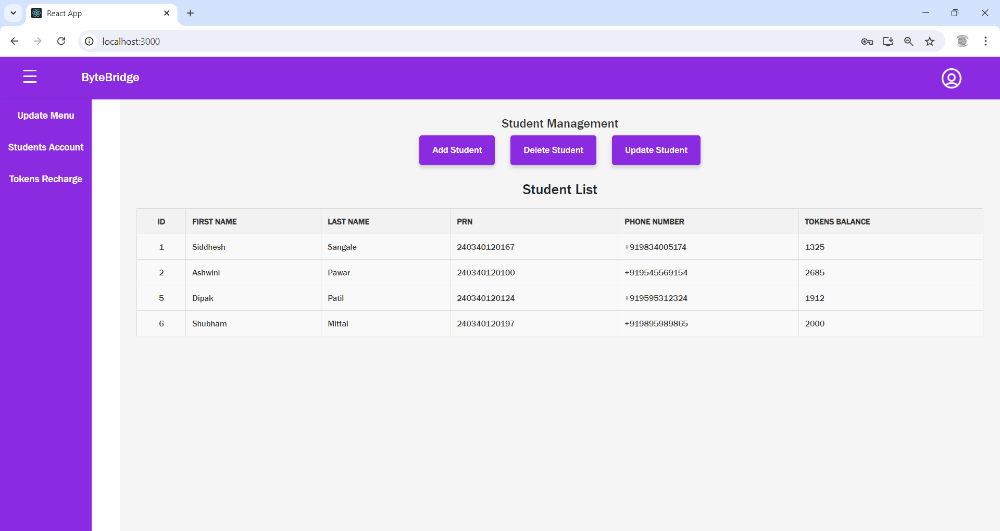 React App
localhost:3000
ByteBridge
Update Menu
Students Account
Tokens Recharge
Student Management
Add Student Delete Student Update Student
Student List
ID FIRST NAME LAST NAME PRN PHONE NUMBER TOKENS BALANCE
1 Siddhesh Sangale 240340120167 +919834005174 1325
2 Ashwini Pawar 240340120100 +919545569154 2685
5 Dipak Patil 240340120124 +919595312324 1912
6 Shubham Mittal 240340120197 +919895989865 2000